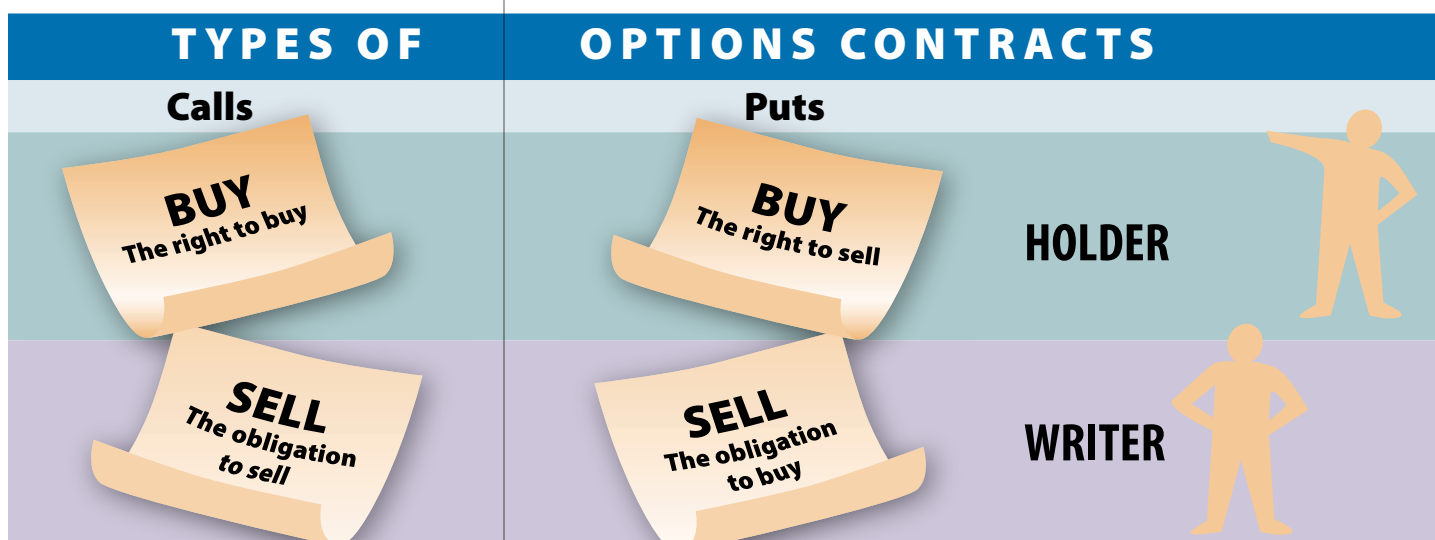 TYPES OF OPTIONS CONTRACTS
Calls
Puts
BUY
The right to buy
BUY
The right to sell
HOLDER
SELL
The obligation
to sell
SELL
The obligation
to buy
WRITER